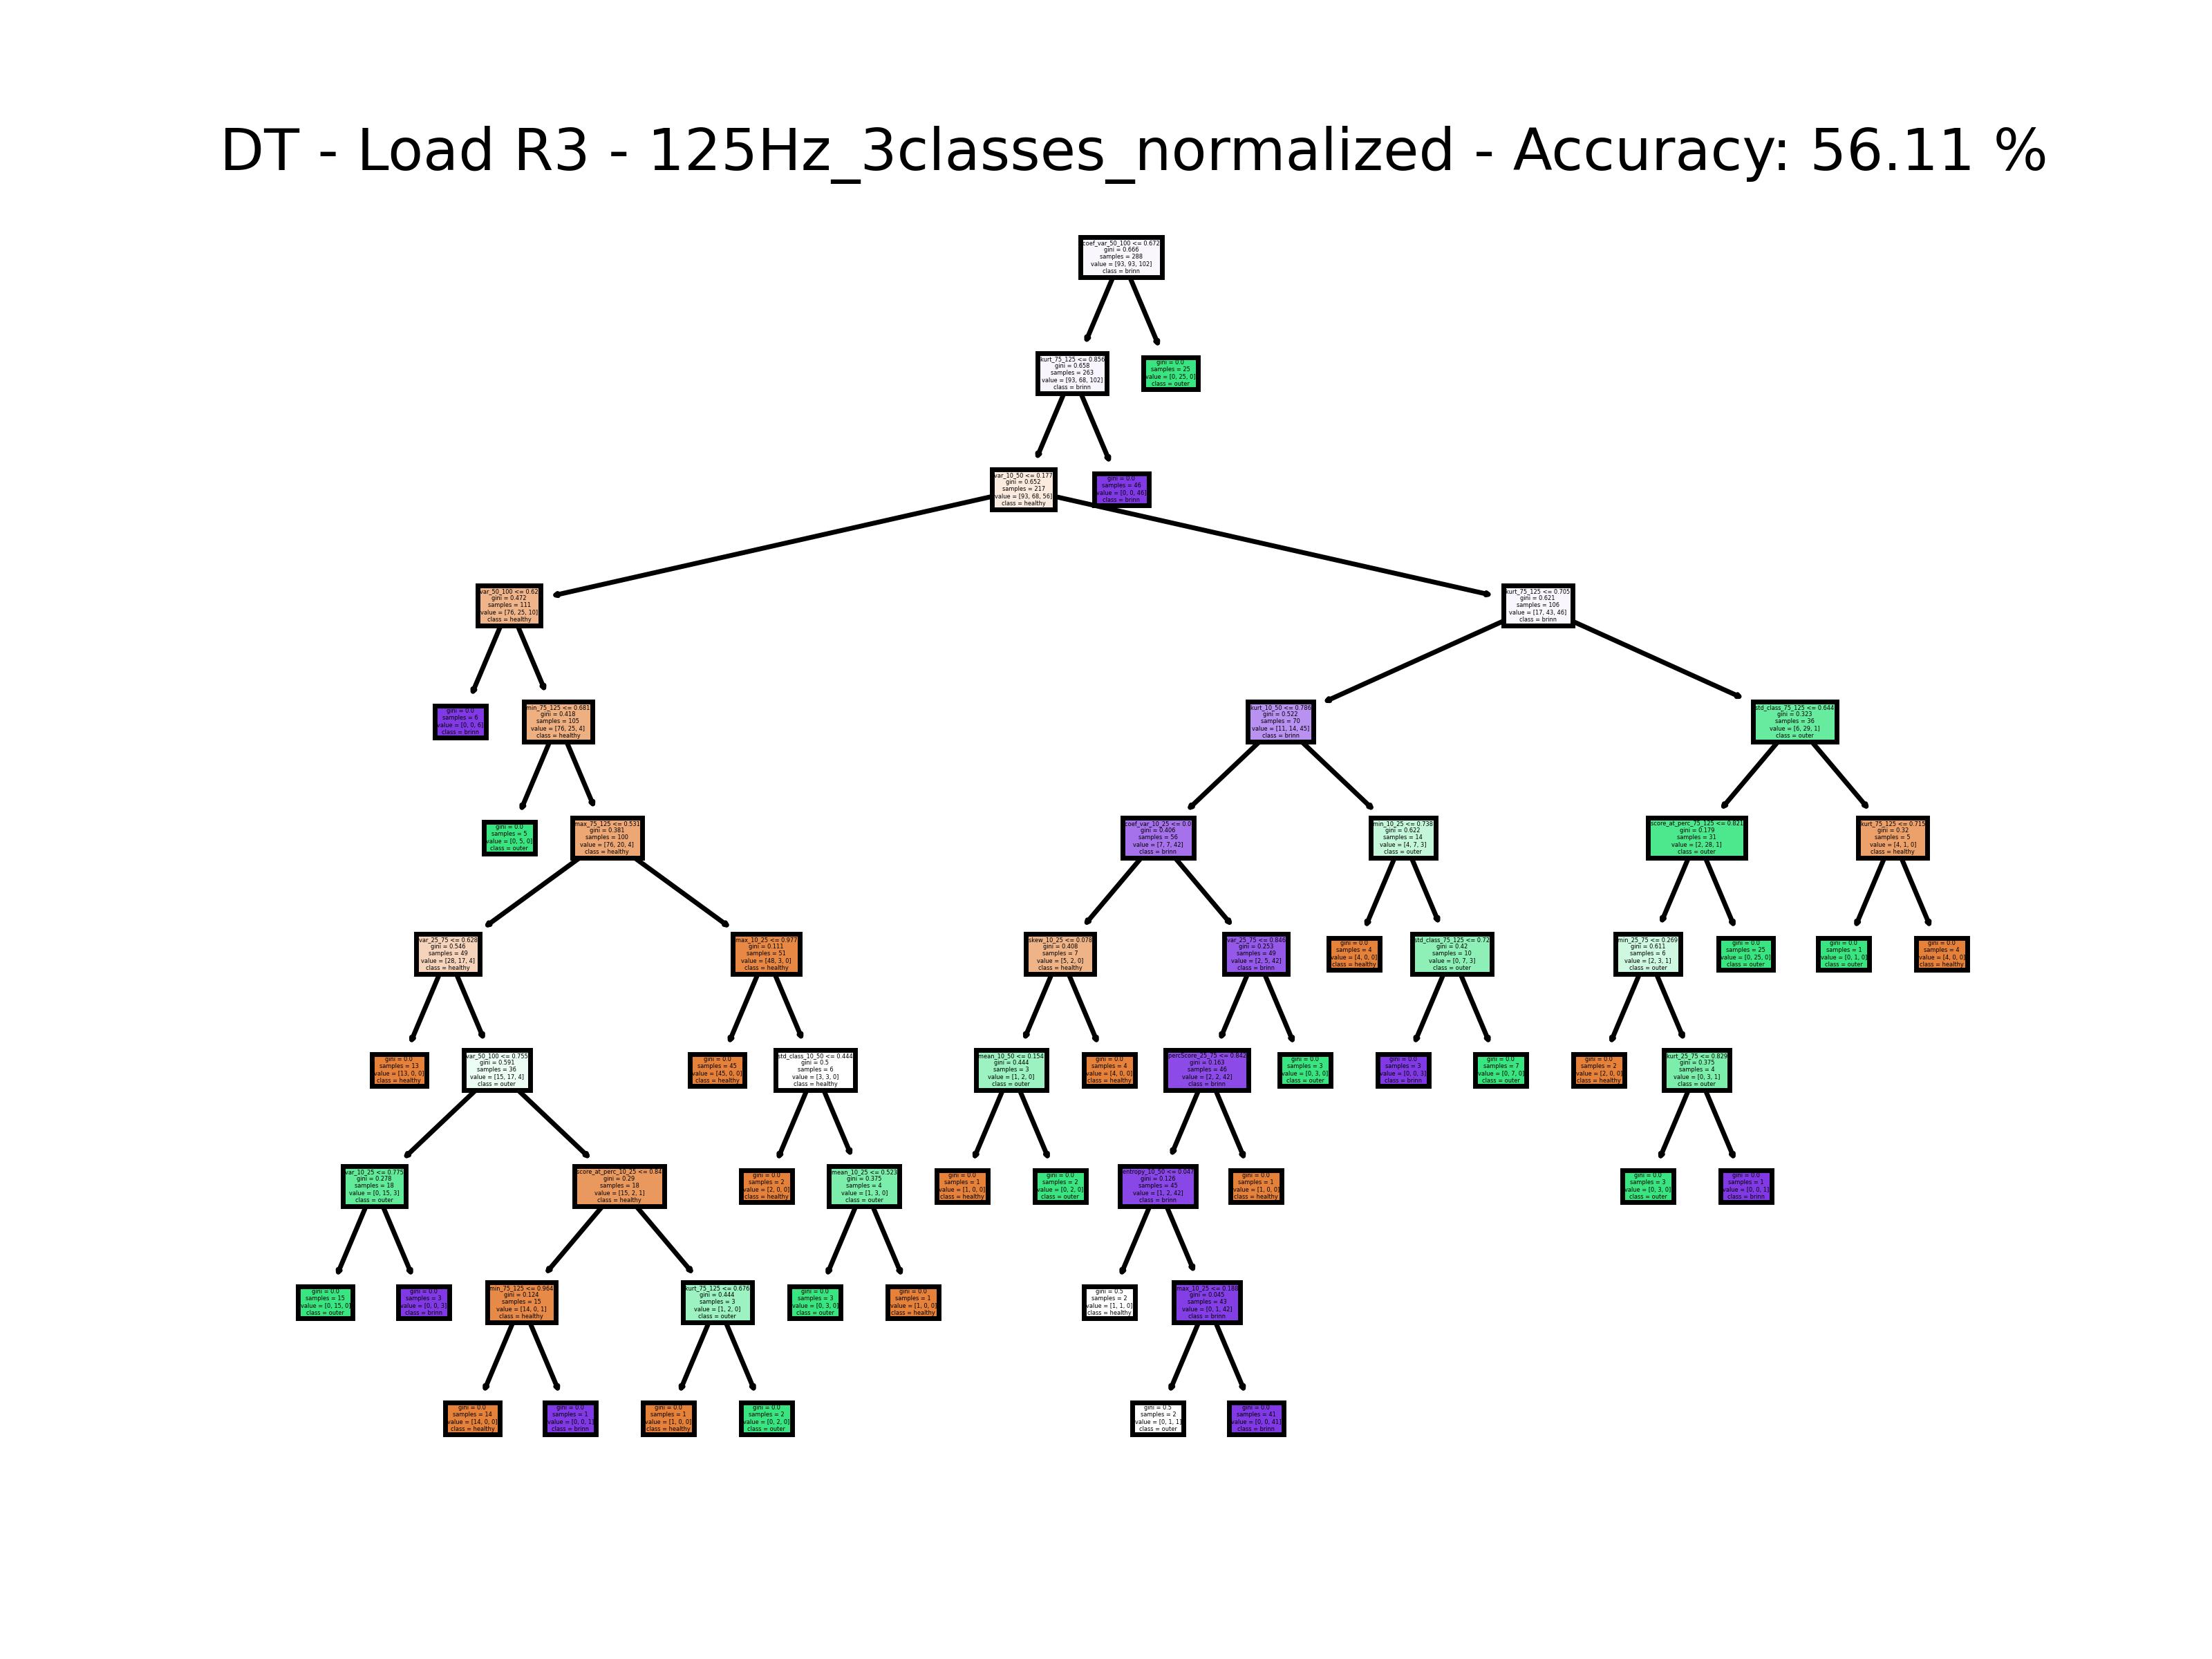 DT - Load R3 - 125Hz_3classes_normalized - Accuracy: 56.11 %
coef_var_50_100 <= 0.672
gini = 0.666
samples = 288
value = [93, 93, 102]
class = brinn
kurt_75_125 <= 0.856
gini = 0.658
samples = 263
value = [93, 68, 102]
class = brinn
gini = 0.0
samples = 25
value = [0, 25, 0]
class = outer
var_10_50 <= 0.177
gini = 0.652
samples = 217
value = [93, 68, 56]
class = healthy
gini = 0.0
samples = 46
value = [0, 0, 46]
class = brinn
var_50_100 <= 0.62
gini = 0.472
samples = 111
value = [76, 25, 10]
class = healthy
kurt_75_125 <= 0.705
gini = 0.621
samples = 106
value = [17, 43, 46]
class = brinn
gini = 0.0
samples = 6
value = [0, 0, 6]
class = brinn
min_75_125 <= 0.681
gini = 0.418
samples = 105
value = [76, 25, 4]
class = healthy
kurt_10_50 <= 0.786
gini = 0.522
samples = 70
value = [11, 14, 45]
class = brinn
std_class_75_125 <= 0.644
gini = 0.323
samples = 36
value = [6, 29, 1]
class = outer
gini = 0.0
samples = 5
value = [0, 5, 0]
class = outer
max_75_125 <= 0.531
gini = 0.381
samples = 100
value = [76, 20, 4]
class = healthy
coef_var_10_25 <= 0.0
gini = 0.406
samples = 56
value = [7, 7, 42]
class = brinn
min_10_25 <= 0.738
gini = 0.622
samples = 14
value = [4, 7, 3]
class = outer
score_at_perc_75_125 <= 0.821
gini = 0.179
samples = 31
value = [2, 28, 1]
class = outer
kurt_75_125 <= 0.715
gini = 0.32
samples = 5
value = [4, 1, 0]
class = healthy
var_25_75 <= 0.628
gini = 0.546
samples = 49
value = [28, 17, 4]
class = healthy
max_10_25 <= 0.977
gini = 0.111
samples = 51
value = [48, 3, 0]
class = healthy
skew_10_25 <= 0.078
gini = 0.408
samples = 7
value = [5, 2, 0]
class = healthy
var_25_75 <= 0.846
gini = 0.253
samples = 49
value = [2, 5, 42]
class = brinn
gini = 0.0
samples = 4
value = [4, 0, 0]
class = healthy
std_class_75_125 <= 0.72
gini = 0.42
samples = 10
value = [0, 7, 3]
class = outer
min_25_75 <= 0.269
gini = 0.611
samples = 6
value = [2, 3, 1]
class = outer
gini = 0.0
samples = 25
value = [0, 25, 0]
class = outer
gini = 0.0
samples = 1
value = [0, 1, 0]
class = outer
gini = 0.0
samples = 4
value = [4, 0, 0]
class = healthy
gini = 0.0
samples = 13
value = [13, 0, 0]
class = healthy
var_50_100 <= 0.755
gini = 0.591
samples = 36
value = [15, 17, 4]
class = outer
gini = 0.0
samples = 45
value = [45, 0, 0]
class = healthy
std_class_10_50 <= 0.444
gini = 0.5
samples = 6
value = [3, 3, 0]
class = healthy
mean_10_50 <= 0.154
gini = 0.444
samples = 3
value = [1, 2, 0]
class = outer
gini = 0.0
samples = 4
value = [4, 0, 0]
class = healthy
percScore_25_75 <= 0.842
gini = 0.163
samples = 46
value = [2, 2, 42]
class = brinn
gini = 0.0
samples = 3
value = [0, 3, 0]
class = outer
gini = 0.0
samples = 3
value = [0, 0, 3]
class = brinn
gini = 0.0
samples = 7
value = [0, 7, 0]
class = outer
gini = 0.0
samples = 2
value = [2, 0, 0]
class = healthy
kurt_25_75 <= 0.829
gini = 0.375
samples = 4
value = [0, 3, 1]
class = outer
var_10_25 <= 0.775
gini = 0.278
samples = 18
value = [0, 15, 3]
class = outer
score_at_perc_10_25 <= 0.84
gini = 0.29
samples = 18
value = [15, 2, 1]
class = healthy
gini = 0.0
samples = 2
value = [2, 0, 0]
class = healthy
mean_10_25 <= 0.523
gini = 0.375
samples = 4
value = [1, 3, 0]
class = outer
gini = 0.0
samples = 1
value = [1, 0, 0]
class = healthy
gini = 0.0
samples = 2
value = [0, 2, 0]
class = outer
entropy_10_50 <=
gini = 0.126
samples = 45
value = [1, 2, 42]
class = brinn
gini = 0.0
samples = 1
value = [1, 0, 0]
class = healthy
gini = 0.0
samples = 3
value = [0, 3, 0]
class = outer
gini = 0.0
samples = 1
value = [0, 0, 1]
class = brinn
gini = 0.0
samples = 15
value = [0, 15, 0]
class = outer
gini = 0.0
samples = 3
value = [0, 0, 3]
class = brinn
min_75_125 <= 0.964
gini = 0.124
samples = 15
value = [14, 0, 1]
class = healthy
kurt_75_125 <= 0.676
gini = 0.444
samples = 3
value = [1, 2, 0]
class = outer
gini = 0.0
samples = 3
value = [0, 3, 0]
class = outer
gini = 0.0
samples = 1
value = [1, 0, 0]
class = healthy
gini = 0.5
samples = 2
value = [1, 1, 0]
class = healthy
max_10_25 <=
gini = 0.045
samples = 43
value = [0, 1, 42]
class = brinn
gini = 0.0
samples = 14
value = [14, 0, 0]
class = healthy
gini = 0.0
samples = 1
value = [0, 0, 1]
class = brinn
gini = 0.0
samples = 1
value = [1, 0, 0]
class = healthy
gini = 0.0
samples = 2
value = [0, 2, 0]
class = outer
gini = 0.5
samples = 2
value = [0, 1, 1]
class = outer
gini = 0.0
samples = 41
value = [0, 0, 41]
class = brinn